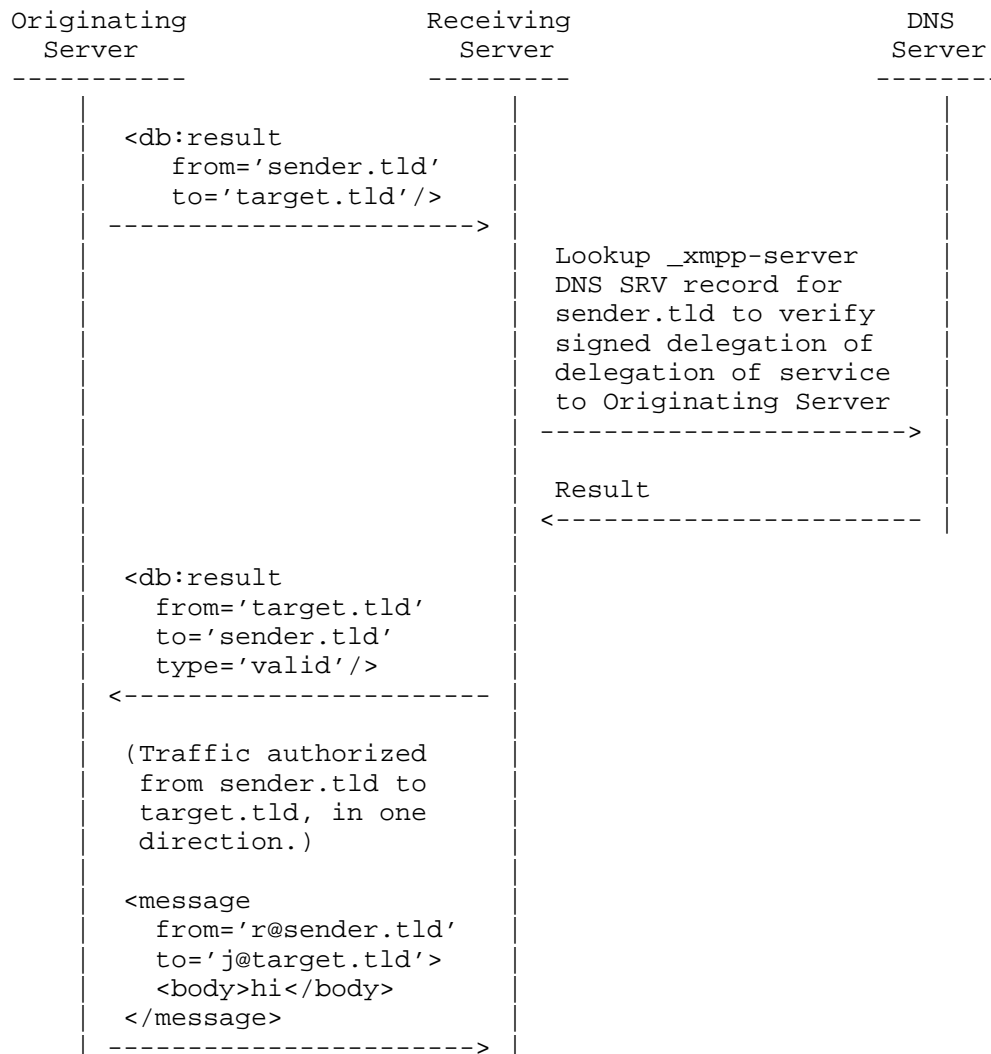 Originating Receiving DNS
Server Server Server
----------- --------- --------
<db:result
from='sender.tld'
to='target.tld'/>
----------------------->
Lookup _xmpp-server
DNS SRV record for
sender.tld to verify
signed delegation of
delegation of service
to Originating Server
----------------------->
Result
<-----------------------
<db:result
from='target.tld'
to='sender.tld'
type='valid'/>
<-----------------------
(Traffic authorized
from sender.tld to
target.tld, in one
direction.)
<message
from='r@sender.tld'
to='j@target.tld'>
<body>hi</body>
</message>
----------------------->